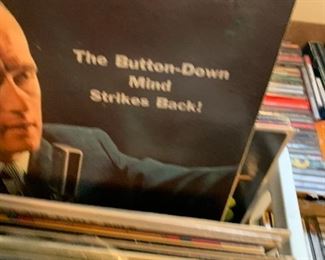 The Button-Down
Mind
Strikes Back!